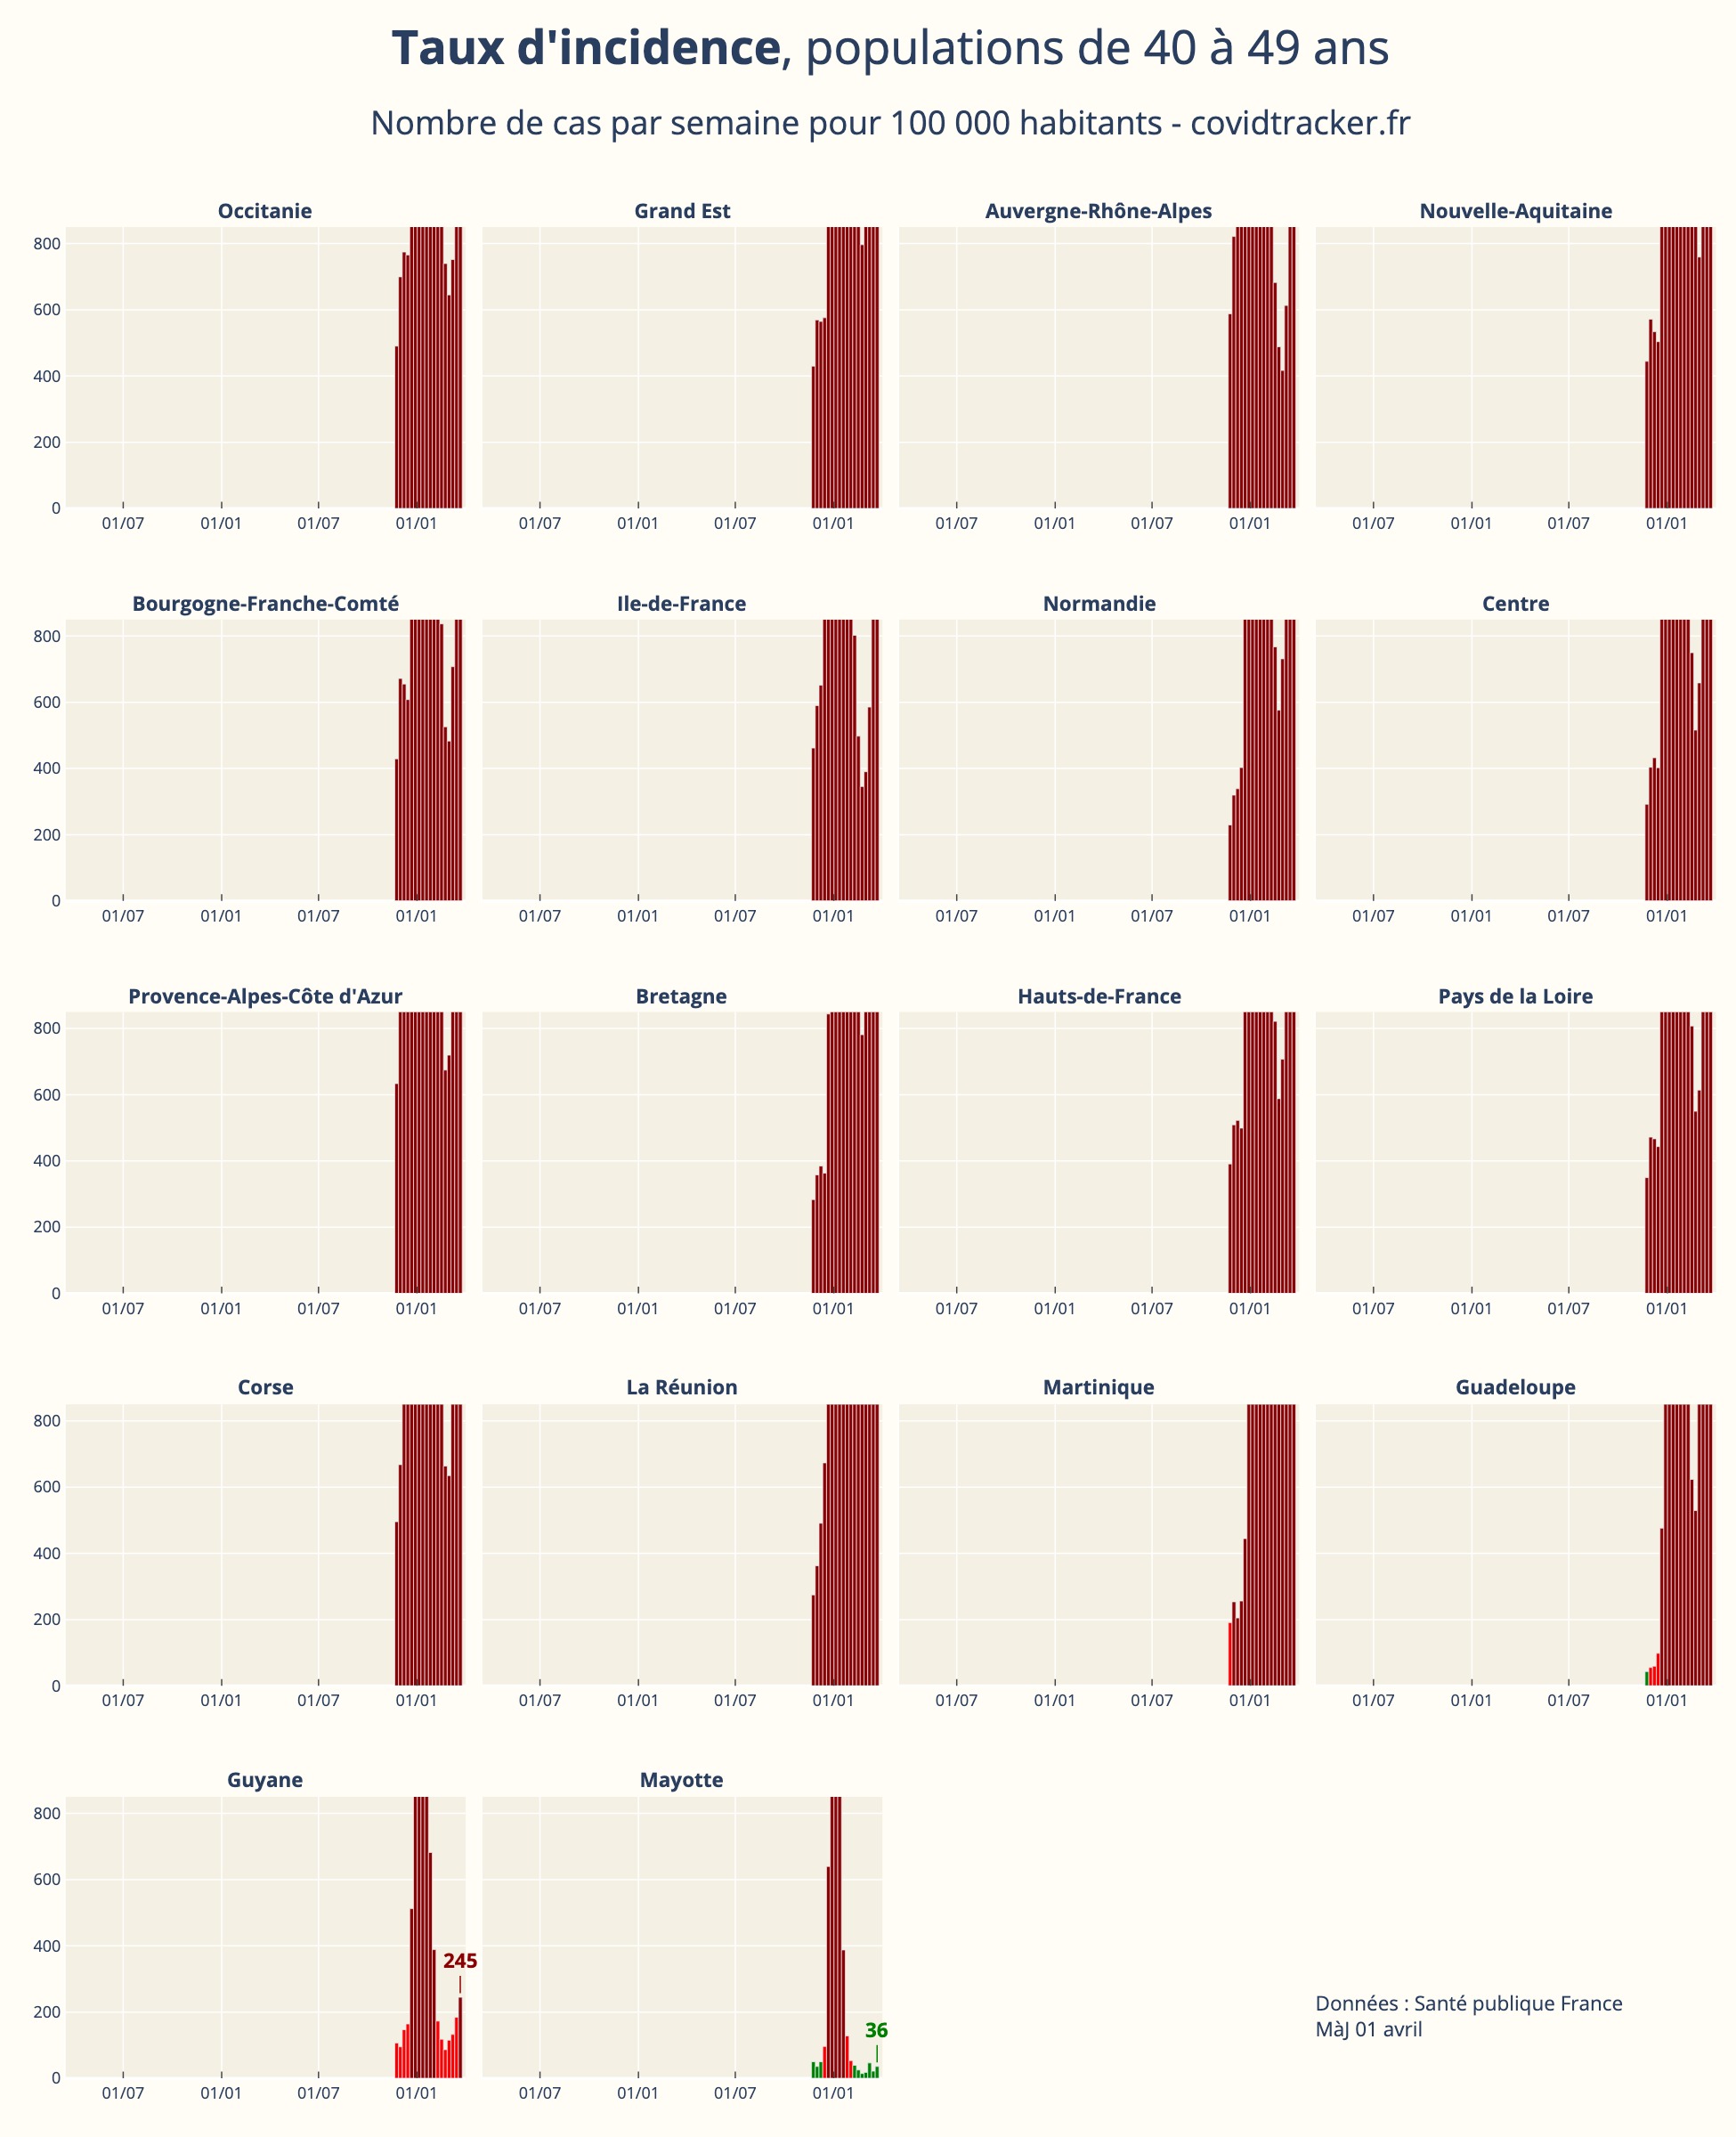 Taux d'incidence, populations de 40 à 49 ans
Nombre de cas par semaine pour 100 000 habitants - covidtracker.fr
Occitanie
Grand Est
Auvergne-Rhône-Alpes
Nouvelle-Aquitaine
800
600
400
200
0
01/07 01/01 01/07 01/01
01/07 01/01 01/07 01/01
01/07 01/01 01/07 01/01
01/07 01/01 01/07 01/01
Bourgogne-Franche-Comté
Ile-de-France
Normandie
Centre
800
600
400
200
0
01/07 01/01 01/07 01/01
01/07 01/01 01/07 01/01
01/07 01/01 01/07 01/01
01/07 01/01 01/07 01/01
Provence-Alpes-Côte d'Azur
Bretagne
Hauts-de-France
Pays de la Loire
800
600
400
200
0
01/07 01/01 01/07 01/01
01/07 01/01 01/07 01/01
01/07 01/01 01/07 01/01
01/07 01/01 01/07 01/01
Corse
La Réunion
Martinique
Guadeloupe
800
600
400
200
0
01/07 01/01 01/07 01/01
01/07 01/01 01/07 01/01
01/07 01/01 01/07 01/01
01/07 01/01 01/07 01/01
Guyane
Mayotte
800
600
400
200
0
245
36
01/07 01/01 01/07 01/01
01/07 01/01 01/07 01/01
Données : Santé publique France
MàJ 01 avril